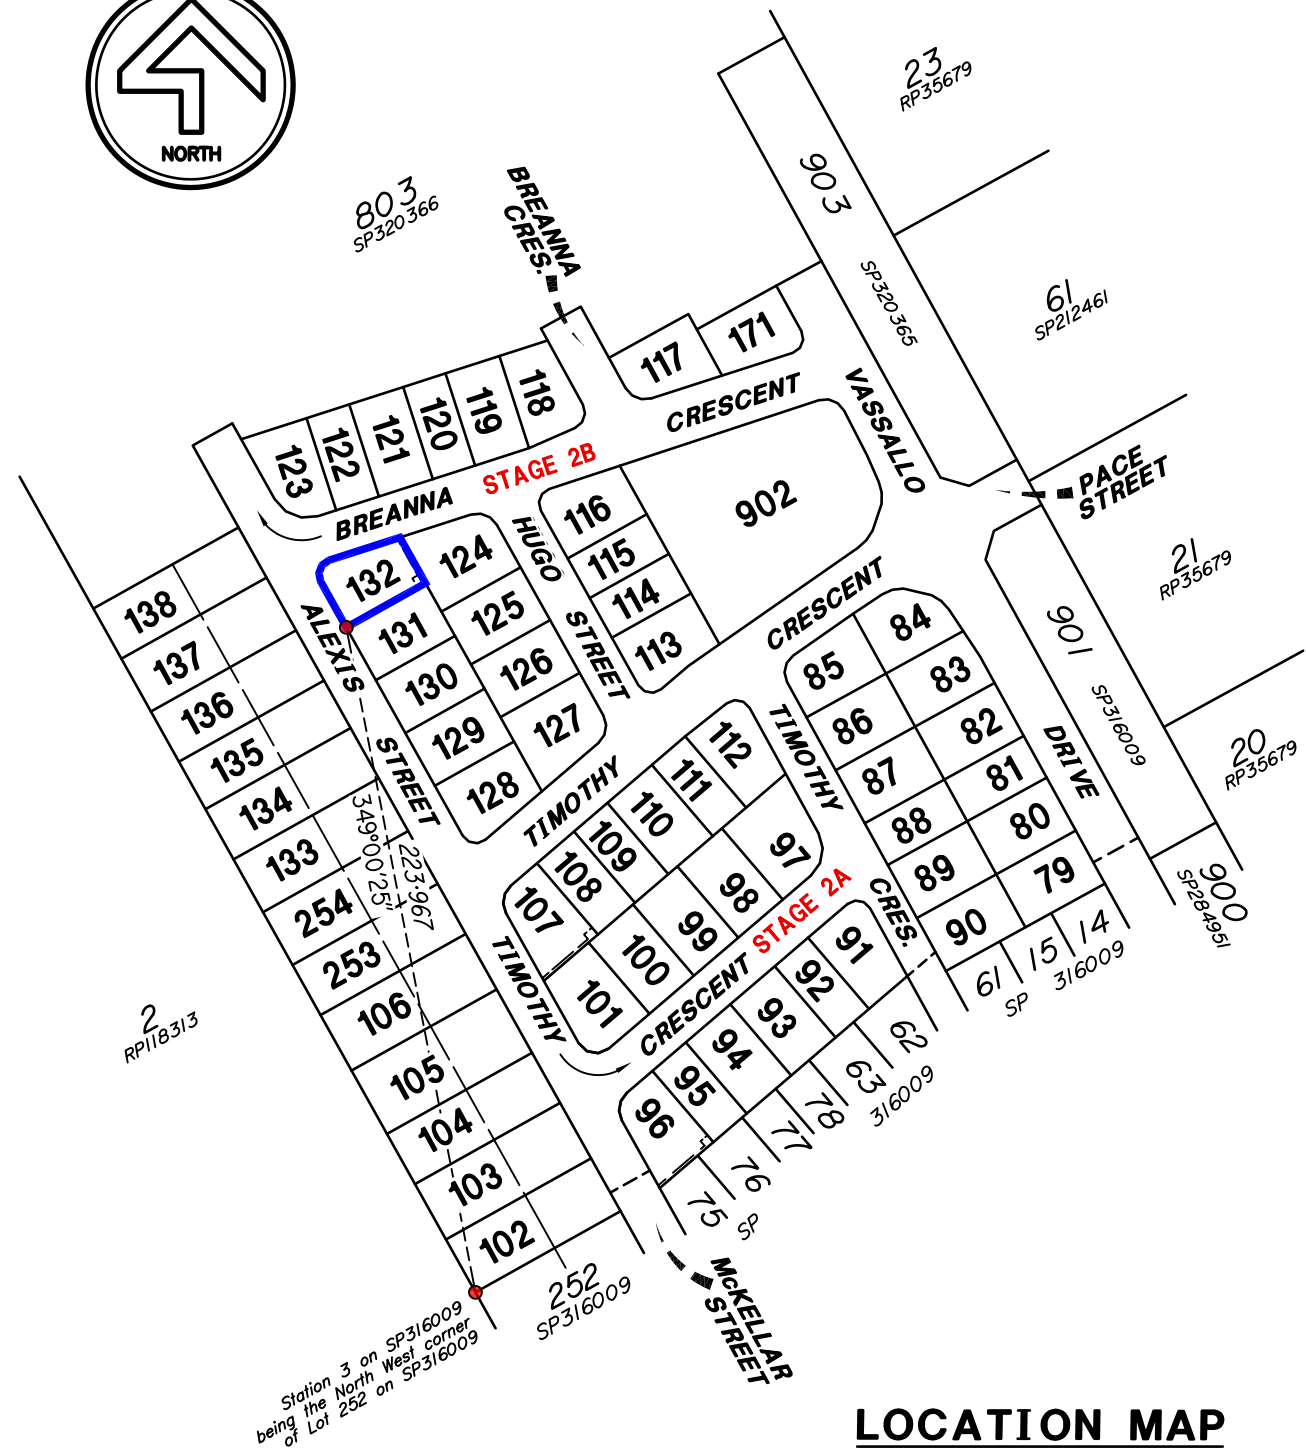 NORTH
23
RP35679
903
SP320365
803
SP320366
BREANNA
CRES.
61
SP212461
117
171
118
119
120
121
122
123
CRESCENT
VASSALLO
STAGE 2B
BREANNA
PACE
STREET
902
116
115
114
113
HUGO
STREET
132
124
131
125
130
126
129
127
128
ALEXIS
STREET
138
137
136
135
134
133
254
253
106
105
104
103
102
349°00'25"
223·967
21
RP35679
901
SP316009
20
RP35679
900
SP284951
CRESCENT
TIMOTHY
84
85
83
86
82
87
81
88
80
89
79
90
DRIVE
TIMOTHY
CRES.
112
111
110
109
108
107
97
98
99
100
101
STAGE 2A
CRESCENT
TIMOTHY
91
92
93
94
95
96
61
15
14
SP
316009
62
63
78
77
76
75
SP
316009
2
RP118313
252
SP316009
McKELLAR
STREET
Station 3 on SP316009
being the North West corner
of Lot 252 on SP316009
LOCATION MAP